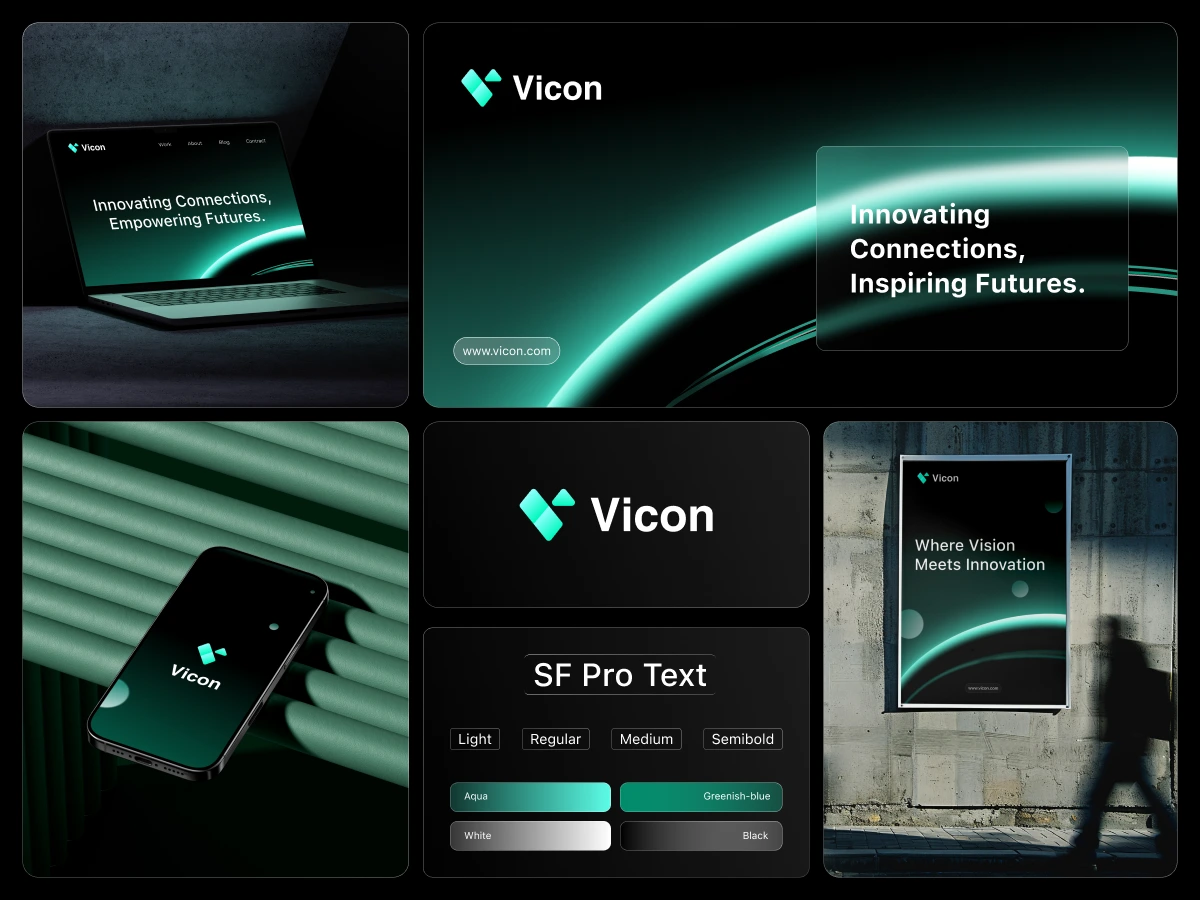 Vicon
Work About Blog Contract
Innovating Connections,
Empowering Futures.
Vicon
Innovating
Connections,
Inspiring Futures.
www.vicon.com
Vicon
Vicon
SF Pro Text
Light Regular Medium Semibold
Aqua Greenish-blue
White Black
Vicon
Where Vision
Meets Innovation
www.vicon.com